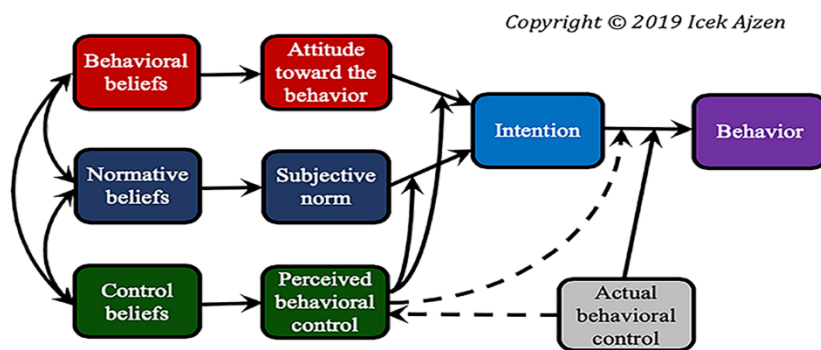 Copyright © 2019 Icek Ajzen
Behavioral
beliefs
Attitude
toward the
behavior
Intention
Behavior
Normative
beliefs
Subjective
norm
Control
beliefs
Perceived
behavioral
control
Actual
behavioral
control